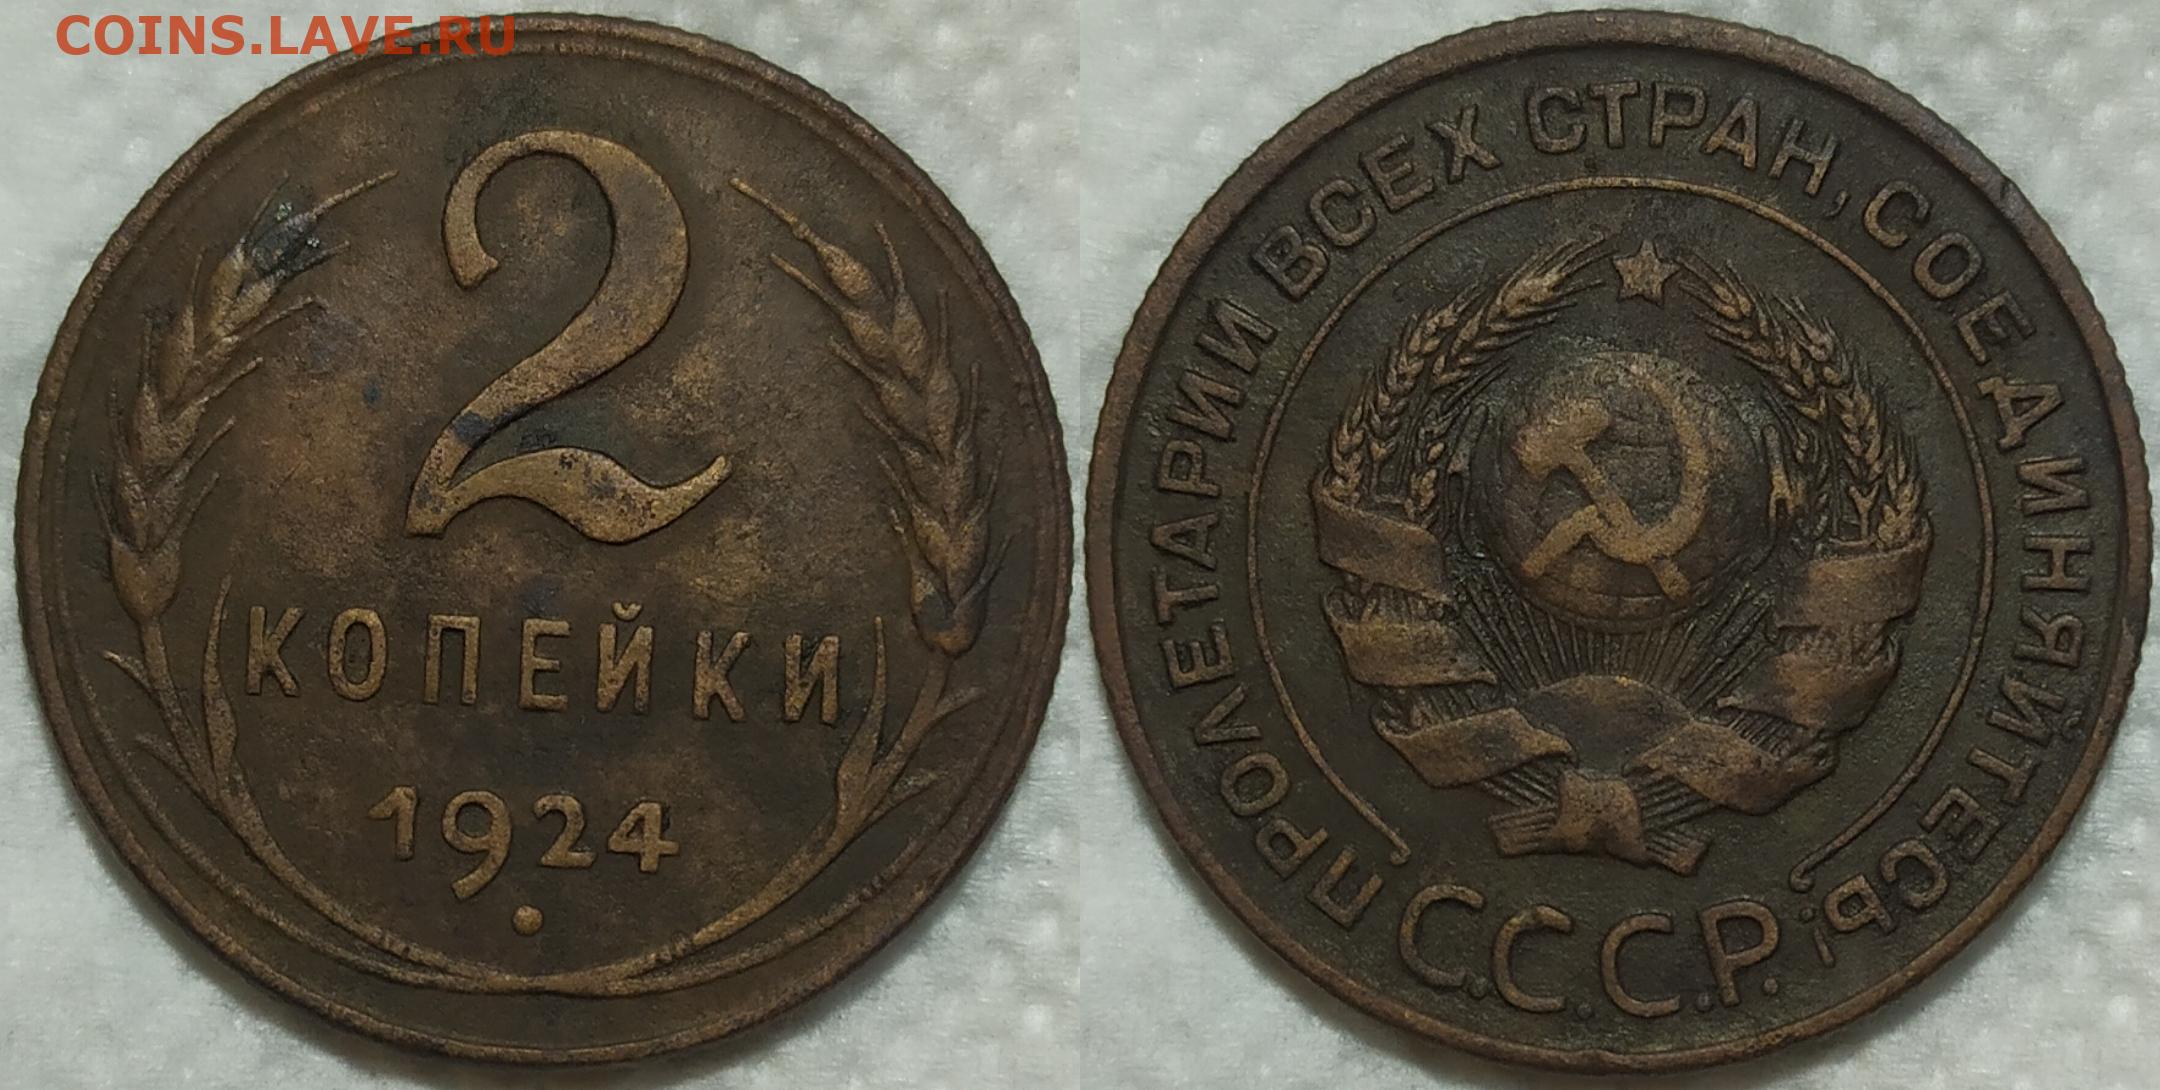 COINS.LAVE.RU
2
КОПЕЙКИ
1924
ПРОЛЕТАРИИ ВСЕХ СТРАН, СОЕДИНЯЙТЕСЬ!
С.С.С.Р.